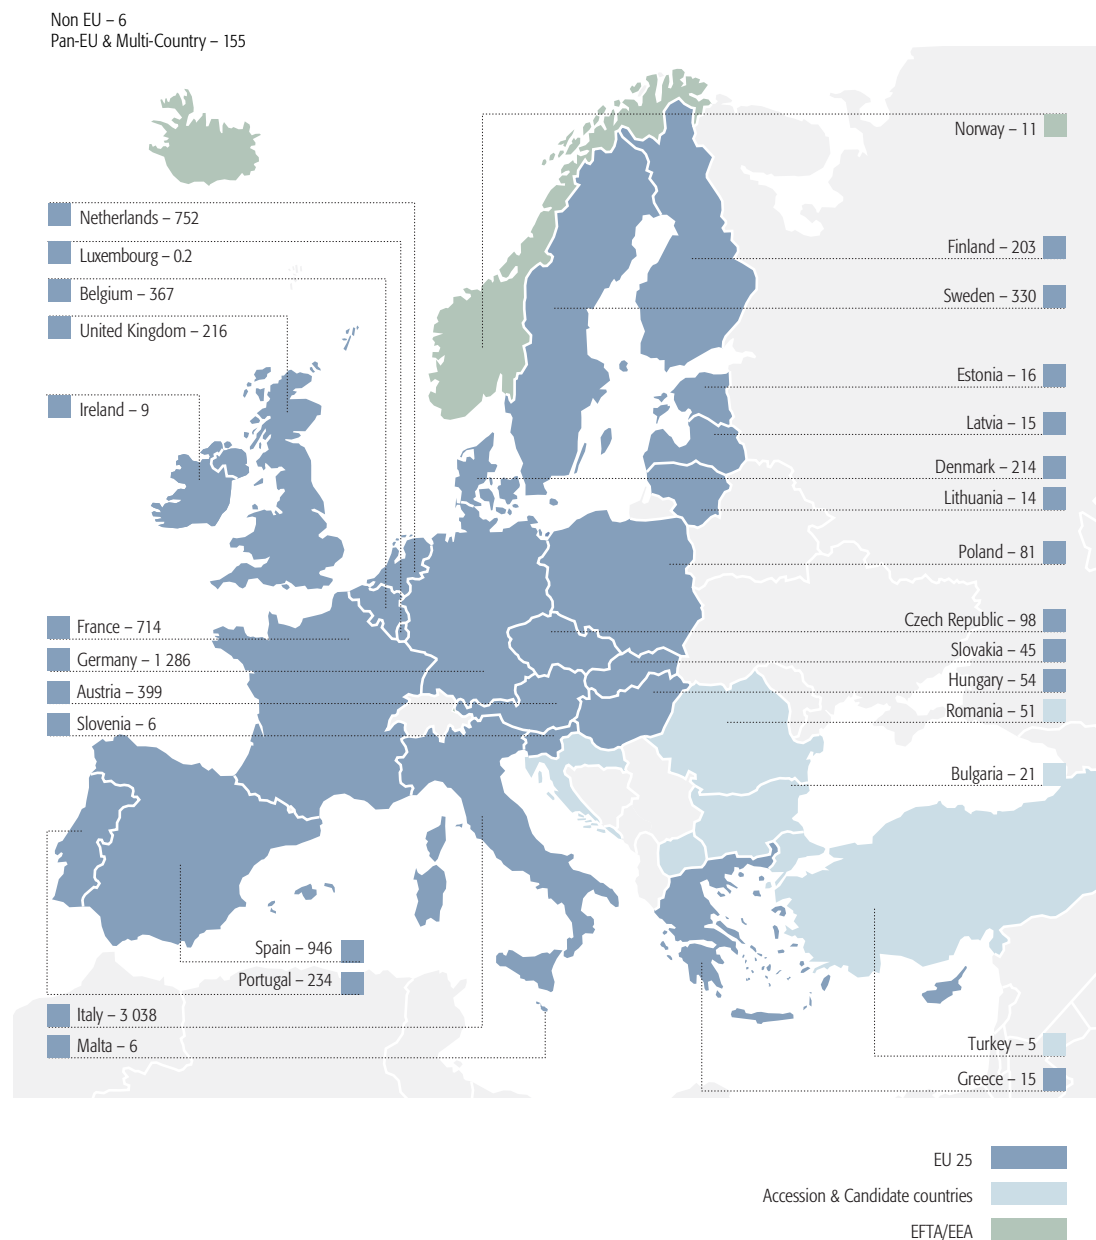 Non EU – 6
Pan-EU & Multi-Country – 155
Norway – 11
Netherlands – 752
Luxembourg – 0.2
Belgium – 367
United Kingdom – 216
Ireland – 9
Finland – 203
Sweden – 330
Estonia – 16
Latvia – 15
Denmark – 214
Lithuania – 14
Poland – 81
Czech Republic – 98
Slovakia – 45
Hungary – 54
Romania – 51
Bulgaria – 21
France – 714
Germany – 1 286
Austria – 399
Slovenia – 6
Spain – 946
Portugal – 234
Italy – 3 038
Malta – 6
Turkey – 5
Greece – 15
EU 25
Accession & Candidate countries
EFTA/EEA